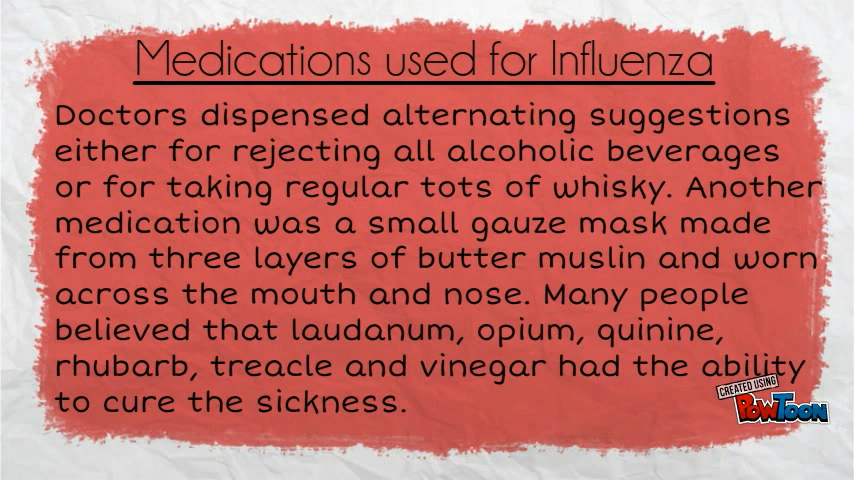 Medications used for Influenza
Doctors dispensed alternating suggestions
either for rejecting all alcoholic beverages
or for taking regular tots of whisky. Another
medication was a small gauze mask made
from three layers of butter muslin and worn
across the mouth and nose. Many people
believed that laudanum, opium, quinine,
rhubarb, treacle and vinegar had the ability
to cure the sickness.
CREATED USING
POWTOON